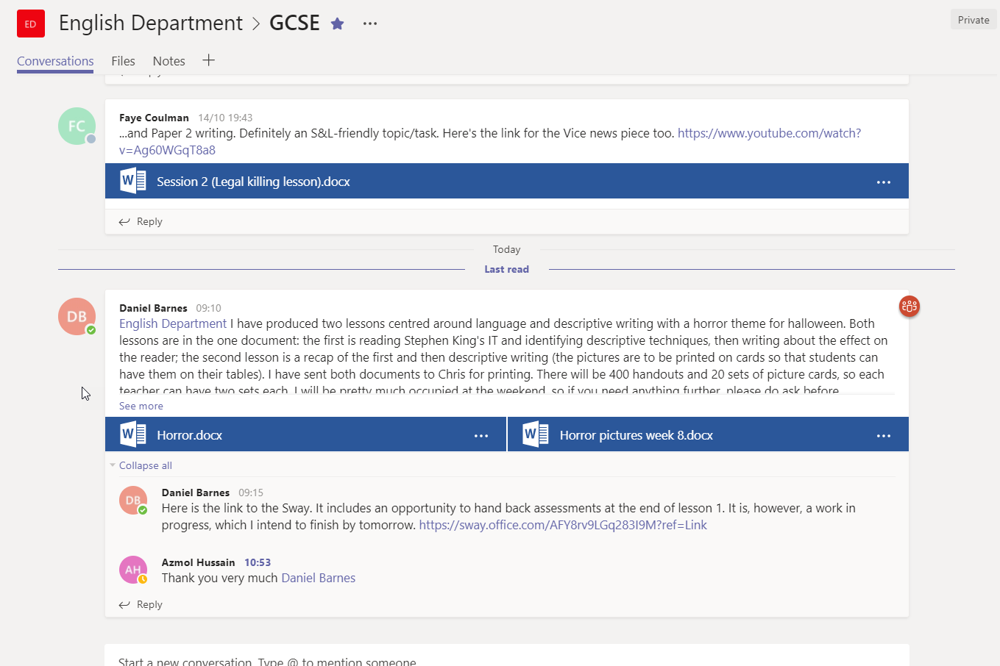 ED English Department > GCSE ... Private
Conversations Files Notes +
Faye Coulman 14/10 19:43
FC
...and Paper 2 writing. Definitely an S&L-friendly topic/task. Here's the link for the Vice news piece too. https://www.youtube.com/watch?
v=Ag60WGqT8a8
W Session 2 (Legal killing lesson).docx ...
Reply
Today
Last read
Daniel Barnes 09:10
DB
English Department I have produced two lessons centred around language and descriptive writing with a horror theme for halloween. Both
lessons are in the one document: the first is reading Stephen King's IT and identifying descriptive techniques, then writing about the effect on
the reader; the second lesson is a recap of the first and then descriptive writing (the pictures are to be printed on cards so that students can
have them on their tables). I have sent both documents to Chris for printing. There will be 400 handouts and 20 sets of picture cards, so each
teacher can have two sets each. I will be pretty much occupied at the weekend, so if you need anything further, please do ask before
See more
W Horror.docx ... W Horror pictures week 8.docx ...
Collapse all
Daniel Barnes 09:15
DB
Here is the link to the Sway. It includes an opportunity to hand back assessments at the end of lesson 1. It is, however, a work in
progress, which I intend to finish by tomorrow. https://sway.office.com/AFY8rv9LGq283I9M?ref=Link
Azmol Hussain 10:53
AH
Thank you very much Daniel Barnes
Reply
Start a new conversation. Type @ to mention someone